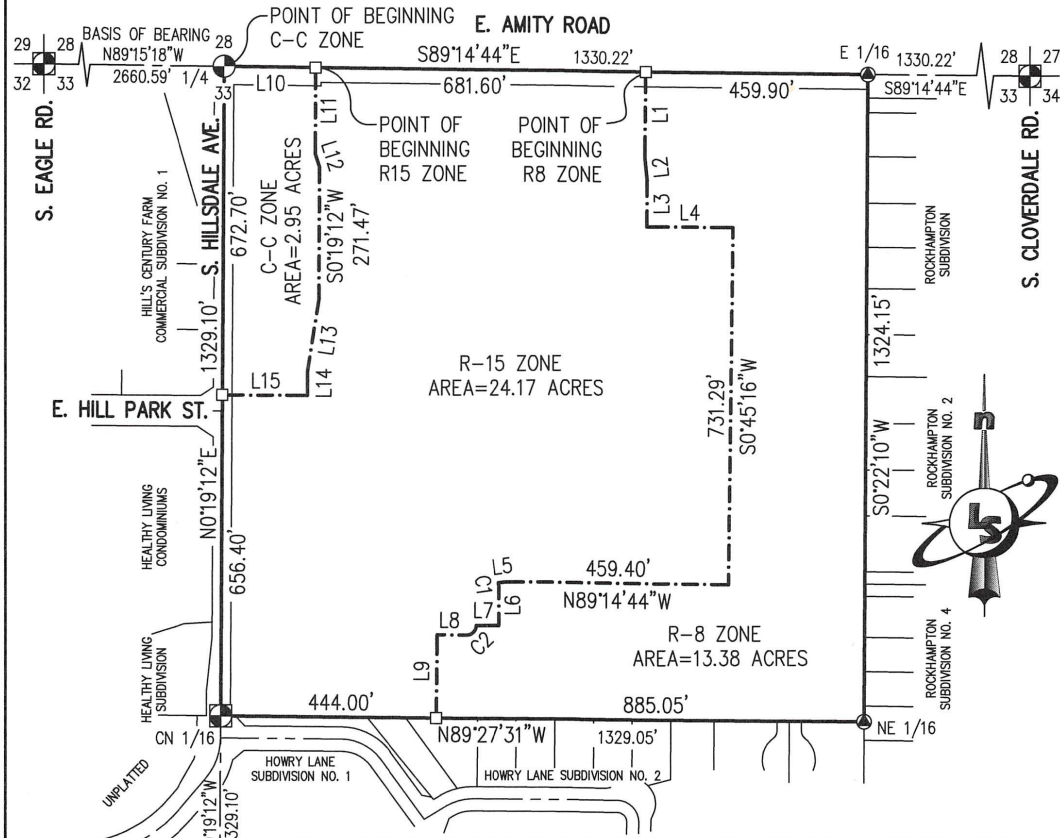 POINT OF BEGINNING
C-C ZONE
E. AMITY ROAD
29 28
32 33
BASIS OF BEARING
N89°15'18"W
2660.59'
28
1/4
33
S89°14'44"E
1330.22'
E 1/16
1330.22'
S89°14'44"E
28 27
33 34
L10
681.60'
459.90'
S. EAGLE RD.
S. CLOVERDALE RD.
L11
L12
POINT OF
BEGINNING
R15 ZONE
POINT OF
BEGINNING
R8 ZONE
L1
L2
L3
L4
HILL'S CENTURY FARM
COMMERCIAL SUBDIVISION NO. 1
S. HILLSDALE AVE.
1329.10'
672.70'
C-C ZONE
AREA=2.95 ACRES
S0°19'12"W
271.47'
ROCKHAMPTON
SUBDIVISION
1324.15'
S0°22'10"W
L13
L14
L15
R-15 ZONE
AREA=24.17 ACRES
731.29'
S0°45'16"W
E. HILL PARK ST.
N0°19'12"E
656.40'
HEALTHY LIVING
CONDOMINIUMS
ROCKHAMPTON
SUBDIVISION NO. 2
n
LS
L5
459.40'
N89°14'44"W
C1
L6
L7
L8
C2
L9
R-8 ZONE
AREA=13.38 ACRES
HEALTHY LIVING
SUBDIVISION
ROCKHAMPTON
SUBDIVISION NO. 4
444.00'
885.05'
CN 1/16
N89°27'31"W
1329.05'
NE 1/16
UNPLATTED
HOWRY LANE
SUBDIVISION NO. 1
HOWRY LANE SUBDIVISION NO. 2
°19'12"W
329.10'